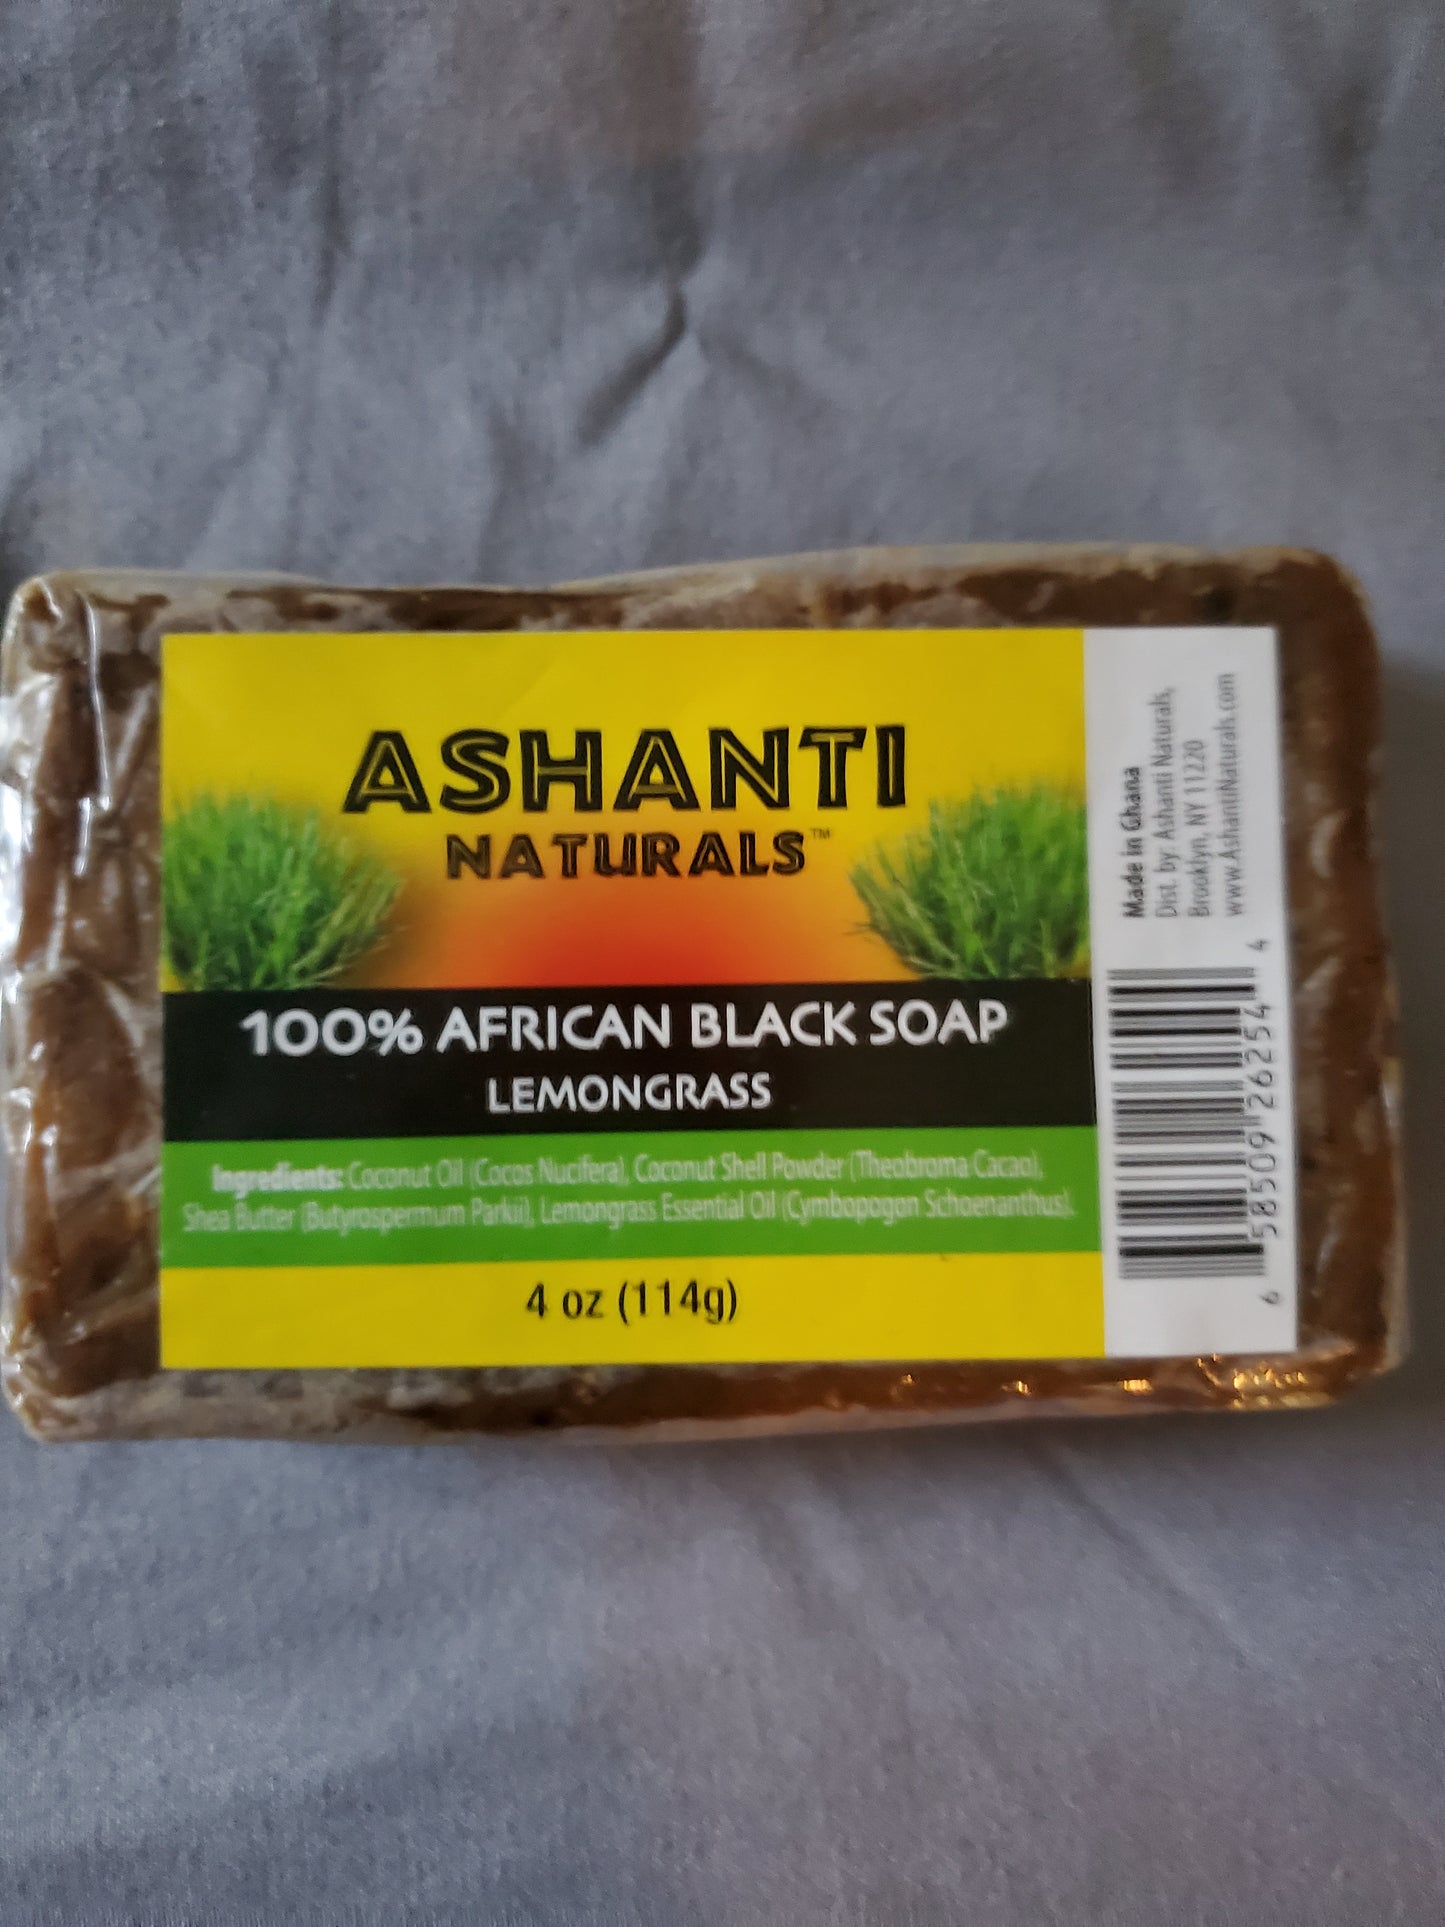 ASHANTI
NATURALS™
100% AFRICAN BLACK SOAP
LEMONGRASS
Ingredients: Coconut Oil (Cocos Nucifera), Coconut Shell Powder (Theobroma Cacao),
Shea Butter (Butyrospermum Parkii), Lemongrass Essential Oil (Cymbopogon Schoenanthus).
4 oz (114g)
Made in Ghana
Dist. by: Ashanti Naturals,
Brooklyn, NY 11220
www.AshantiNaturals.com
6 58509 26254 4